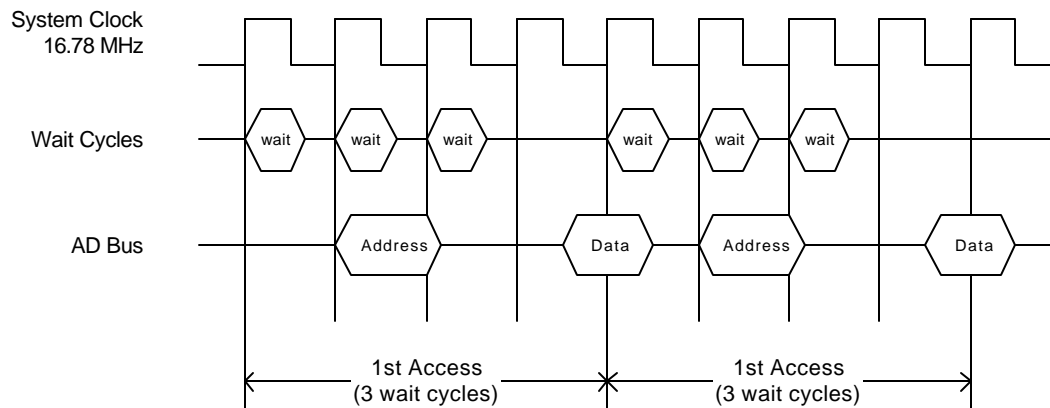 System Clock
16.78 MHz
Wait Cycles
wait wait wait wait wait wait
AD Bus
Address Data Address Data
1st Access
(3 wait cycles)
1st Access
(3 wait cycles)